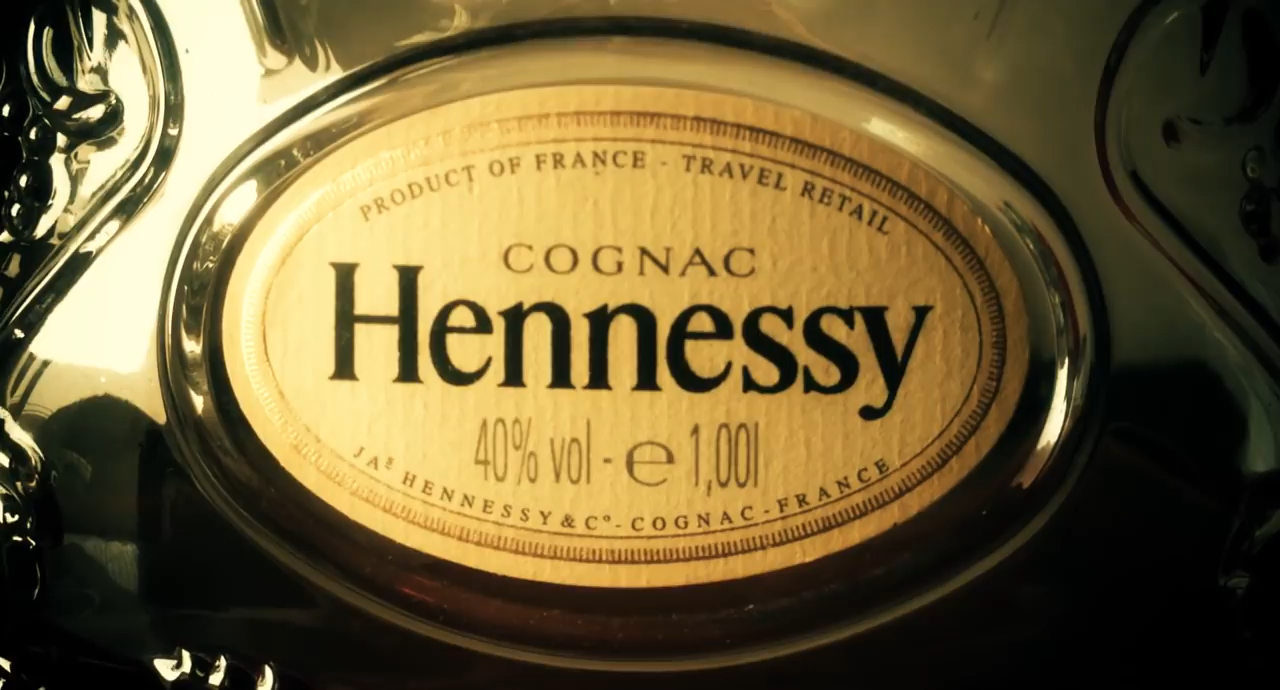 PRODUCT OF FRANCE - TRAVEL RETAIL
COGNAC
Hennessy
40% vol - e 1,00l
JAS HENNESSY & Cº - COGNAC - FRANCE